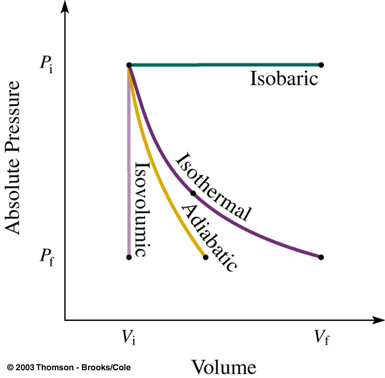 Absolute Pressure
Pi
Isobaric
Isothermal
Isovolumic
Adiabatic
Pf
Vi
Vf
Volume
© 2003 Thomson - Brooks/Cole